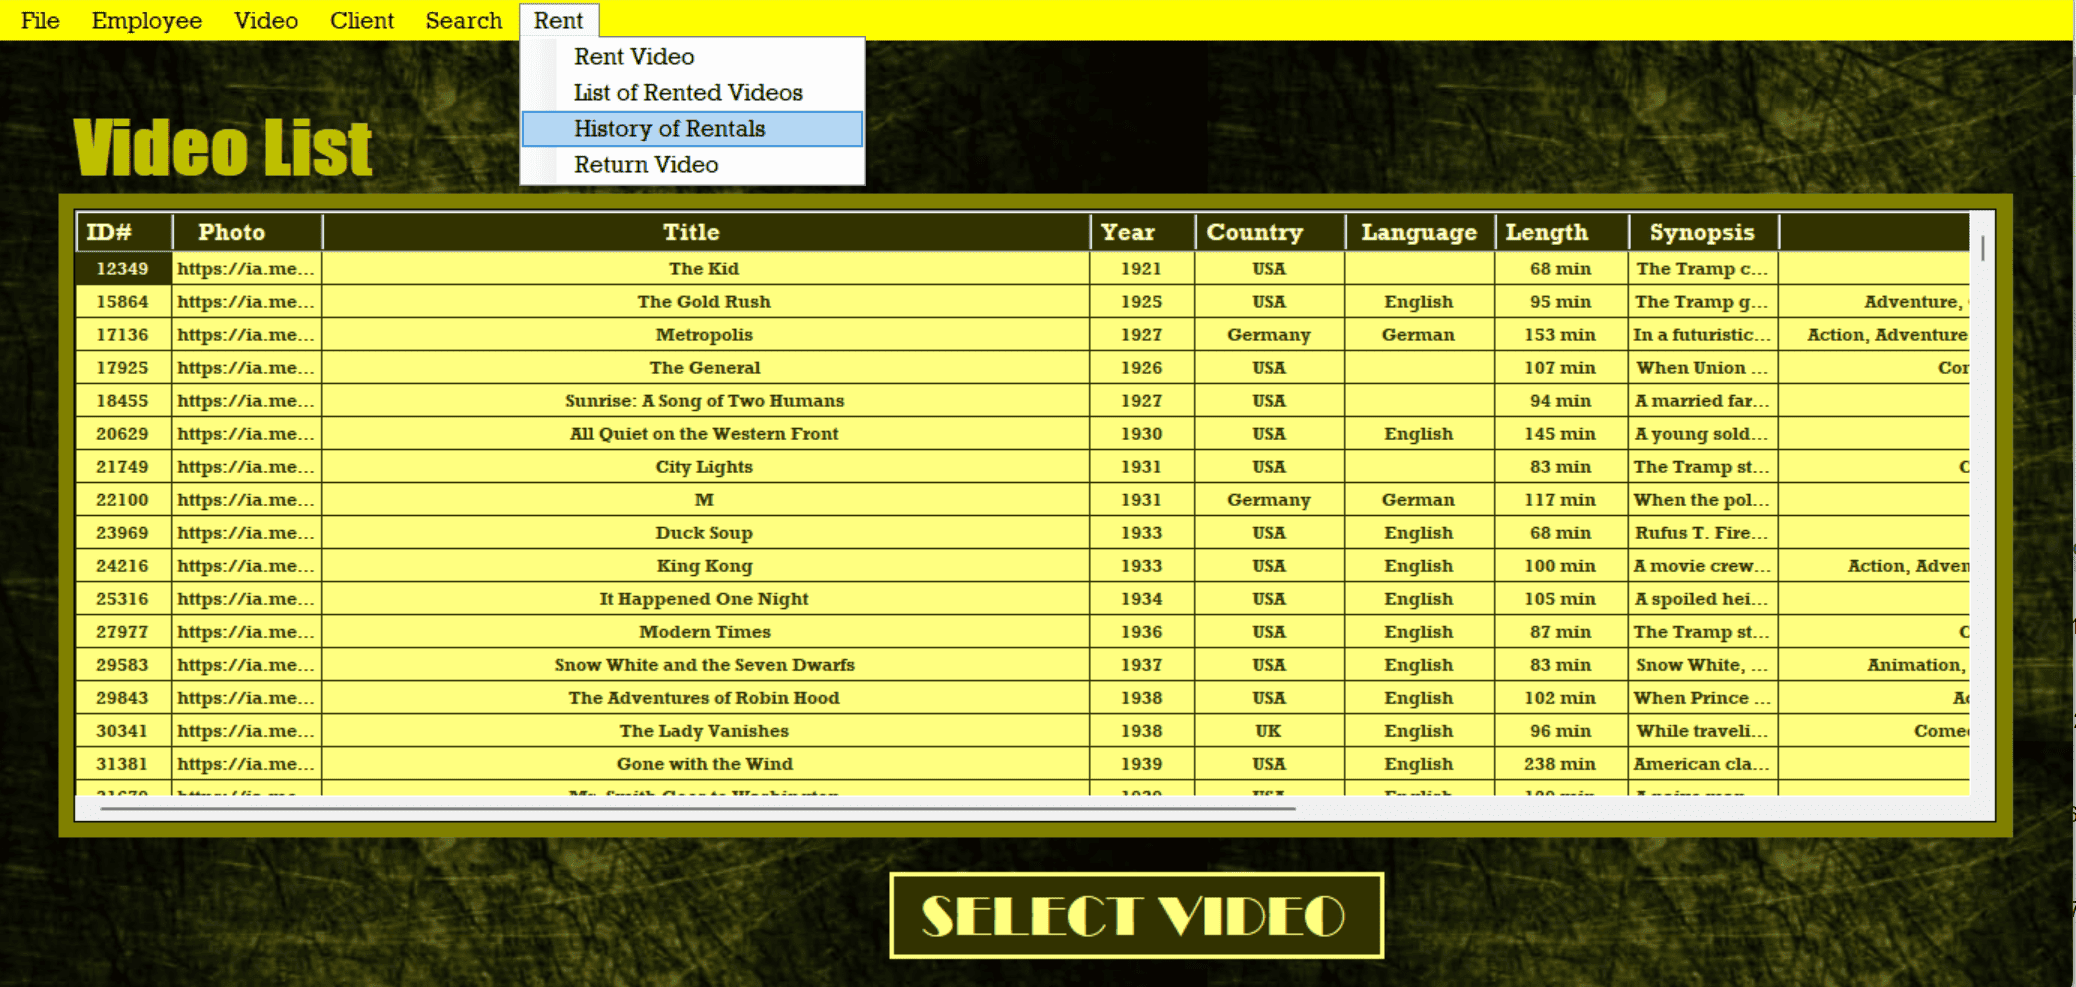 File Employee Video Client Search Rent
Rent Video
List of Rented Videos
History of Rentals
Return Video
Video List
ID# Photo Title Year Country Language Length Synopsis
12349 https://ia.me... The Kid 1921 USA 68 min The Tramp c...
15864 https://ia.me... The Gold Rush 1925 USA English 95 min The Tramp g... Adventure,
17136 https://ia.me... Metropolis 1927 Germany German 153 min In a futuristic... Action, Adventure
17925 https://ia.me... The General 1926 USA 107 min When Union ...
18455 https://ia.me... Sunrise: A Song of Two Humans 1927 USA 94 min A married far...
20629 https://ia.me... All Quiet on the Western Front 1930 USA English 145 min A young sold...
21749 https://ia.me... City Lights 1931 USA 83 min The Tramp st...
22100 https://ia.me... M 1931 Germany German 117 min When the pol...
23969 https://ia.me... Duck Soup 1933 USA English 68 min Rufus T. Fire...
24216 https://ia.me... King Kong 1933 USA English 100 min A movie crew... Action, Adven
25316 https://ia.me... It Happened One Night 1934 USA English 105 min A spoiled hei...
27977 https://ia.me... Modern Times 1936 USA English 87 min The Tramp st...
29583 https://ia.me... Snow White and the Seven Dwarfs 1937 USA English 83 min Snow White, ... Animation,
29843 https://ia.me... The Adventures of Robin Hood 1938 USA English 102 min When Prince ...
30341 https://ia.me... The Lady Vanishes 1938 UK English 96 min While traveli... Come
31381 https://ia.me... Gone with the Wind 1939 USA English 238 min American cla...
Mr. Smith Goes to Washington 1939 USA English
SELECT VIDEO